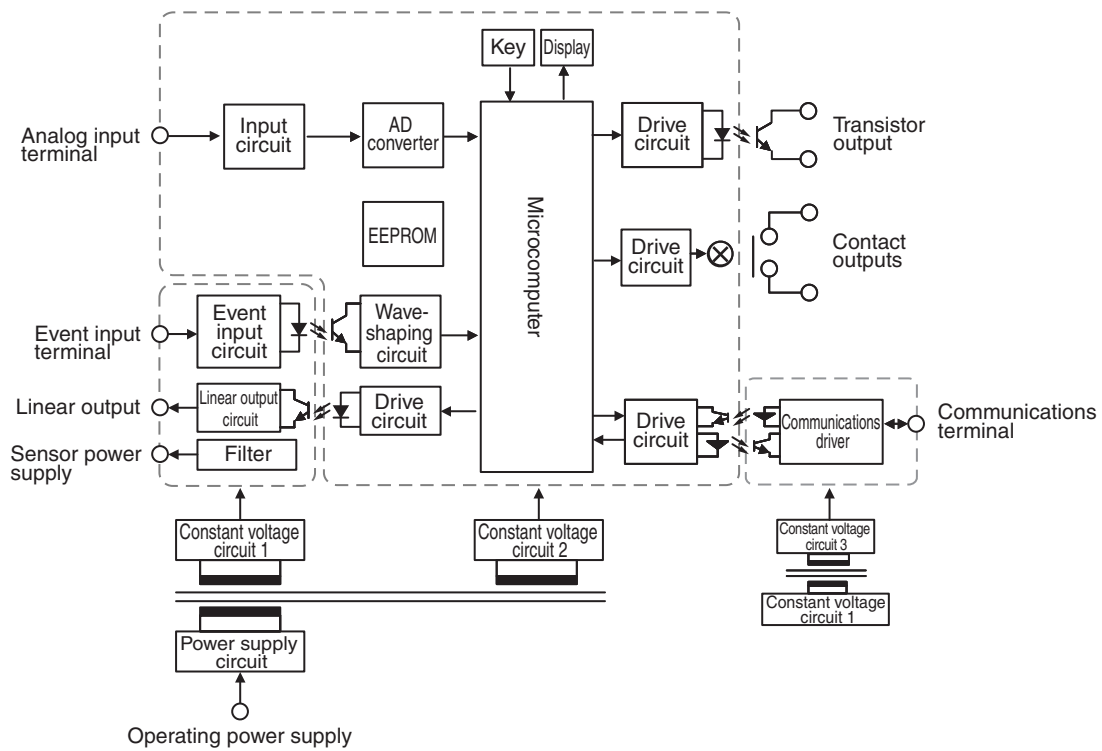 Key
Display
Analog input
terminal
Input
circuit
AD
converter
Drive
circuit
Transistor
output
EEPROM
Microcomputer
Drive
circuit
Contact
outputs
Event input
terminal
Event
input
circuit
Wave-
shaping
circuit
Linear output
Linear output
circuit
Drive
circuit
Drive
circuit
Communications
driver
Communications
terminal
Sensor power
supply
Filter
Constant voltage
circuit 1
Constant voltage
circuit 2
Constant voltage
circuit 3
Constant voltage
circuit 1
Power supply
circuit
Operating power supply